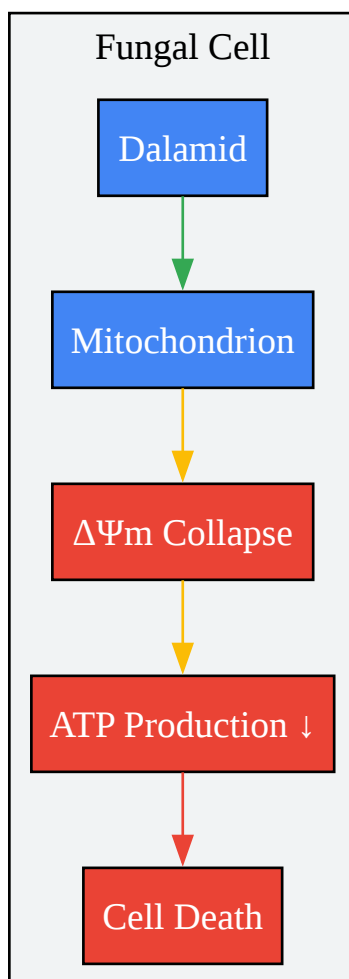 Fungal Cell
Dalamid
Mitochondrion
ΔΨm Collapse
ATP Production ↓
Cell Death